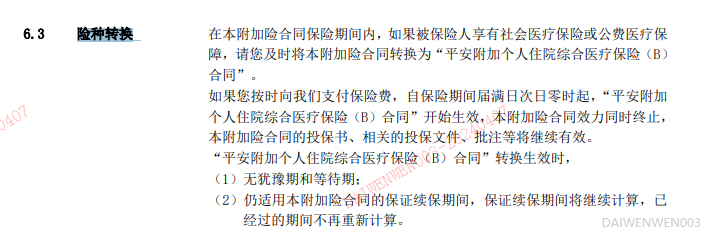 6.3 险种转换 在本附加险合同保险期间内，如果被保险人享有社会医疗保险或公费医疗保
障，请您及时将本附加险合同转换为“平安附加个人住院综合医疗保险（B）
合同”。
如果您按时向我们支付保险费，自保险期间届满日次日零时起，“平安附加
个人住院综合医疗保险（B）合同”开始生效，本附加险合同效力同时终止，
本附加险合同的投保书、相关的投保文件、批注等将继续有效。
“平安附加个人住院综合医疗保险（B）合同”转换生效时，
（1）无犹豫期和等待期；
（2）仍适用本附加险合同的保证续保期间，保证续保期间将继续计算，已
经过的期间不再重新计算。
0407
DAIWENWEN003-20240407
DAIWENWEN003